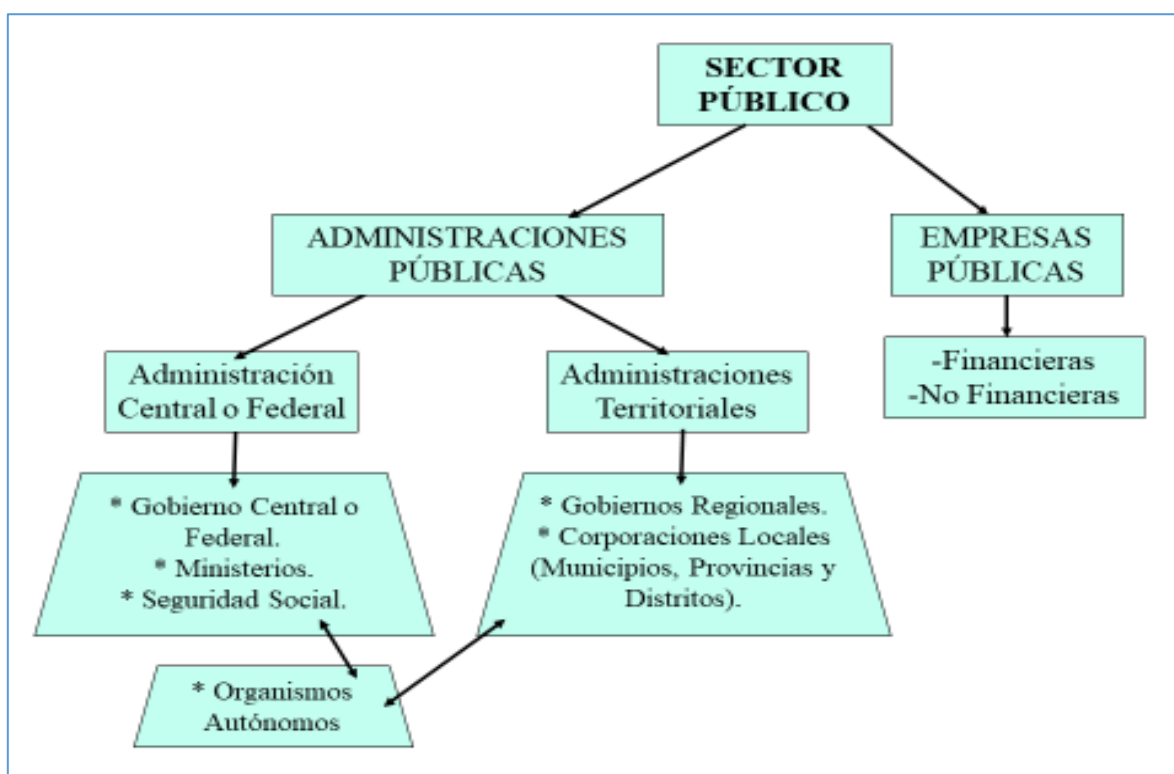 SECTOR
PÚBLICO
ADMINISTRACIONES
PÚBLICAS
EMPRESAS
PÚBLICAS
Administración
Central o Federal
Administraciones
Territoriales
-Financieras
-No Financieras
* Gobierno Central o
Federal.
* Ministerios.
* Seguridad Social.
* Gobiernos Regionales.
* Corporaciones Locales
(Municipios, Provincias y
Distritos).
* Organismos
Autónomos